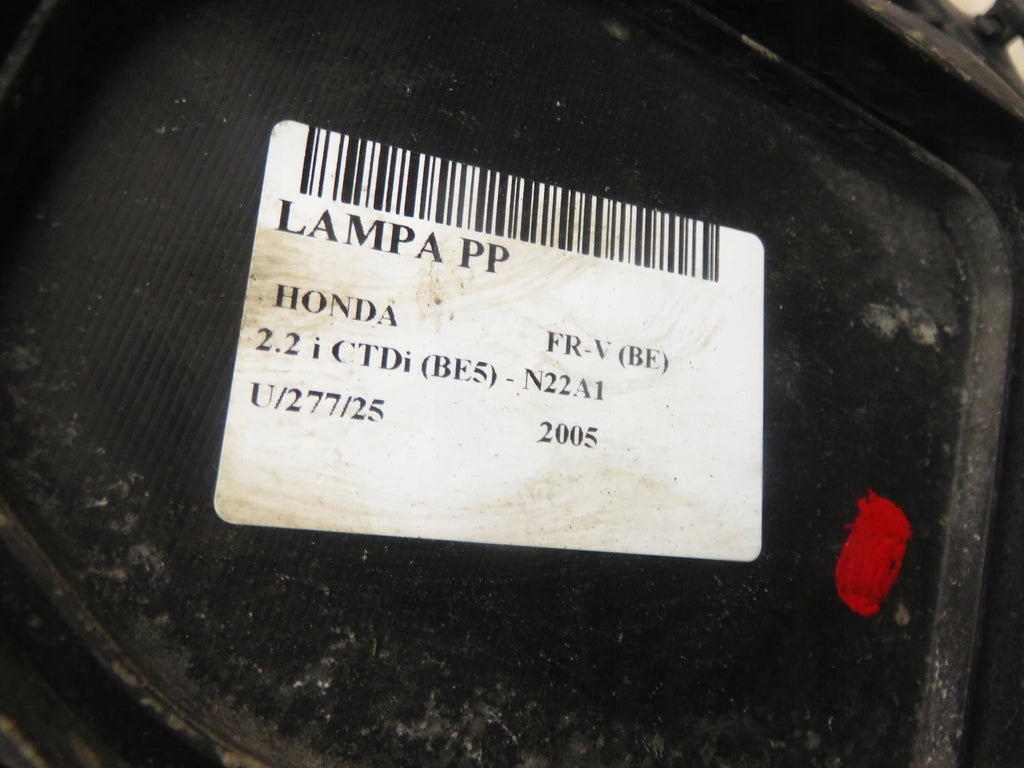 LAMPA PP
HONDA FR-V (BE)
2.2 i CTDi (BE5) - N22A1
U/277/25 2005